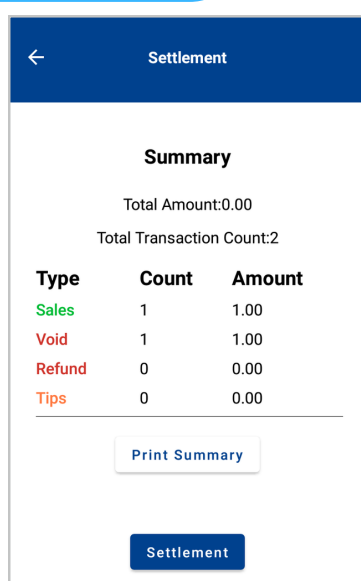 Settlement
Summary
Total Amount:0.00
Total Transaction Count:2
Type Count Amount
Sales 1 1.00
Void 1 1.00
Refund 0 0.00
Tips 0 0.00
Print Summary
Settlement